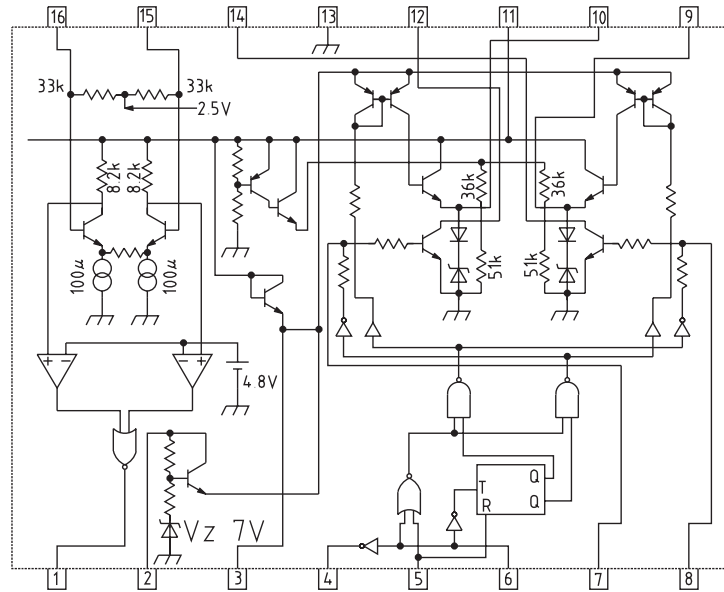 16 15 14 13 12 11 10 9
33k 33k
2.5V
8.2k 8.2k
36k 36k
100μ 100μ
51k 51k
+ − − +
4.8V
T Q
R Q
Vz 7V
1 2 3 4 5 6 7 8